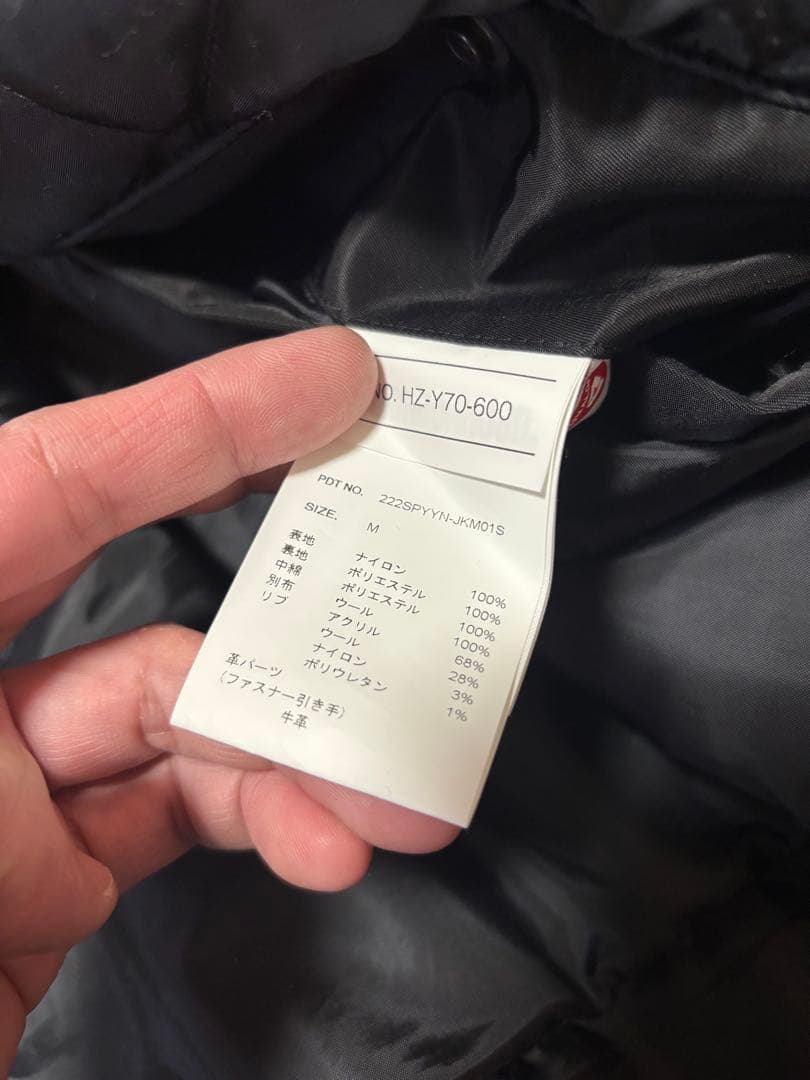 NO. HZ-Y70-600
PDT NO. 222SPYYN-JKM01S
SIZE. M
表地 ナイロン 100%
裏地 ポリエステル 100%
中綿 ポリエステル 100%
別布 ウール 100%
リブ アクリル 68%
ウール 28%
ナイロン 3%
ポリウレタン 1%
革パーツ
(ファスナー引き手)
牛革